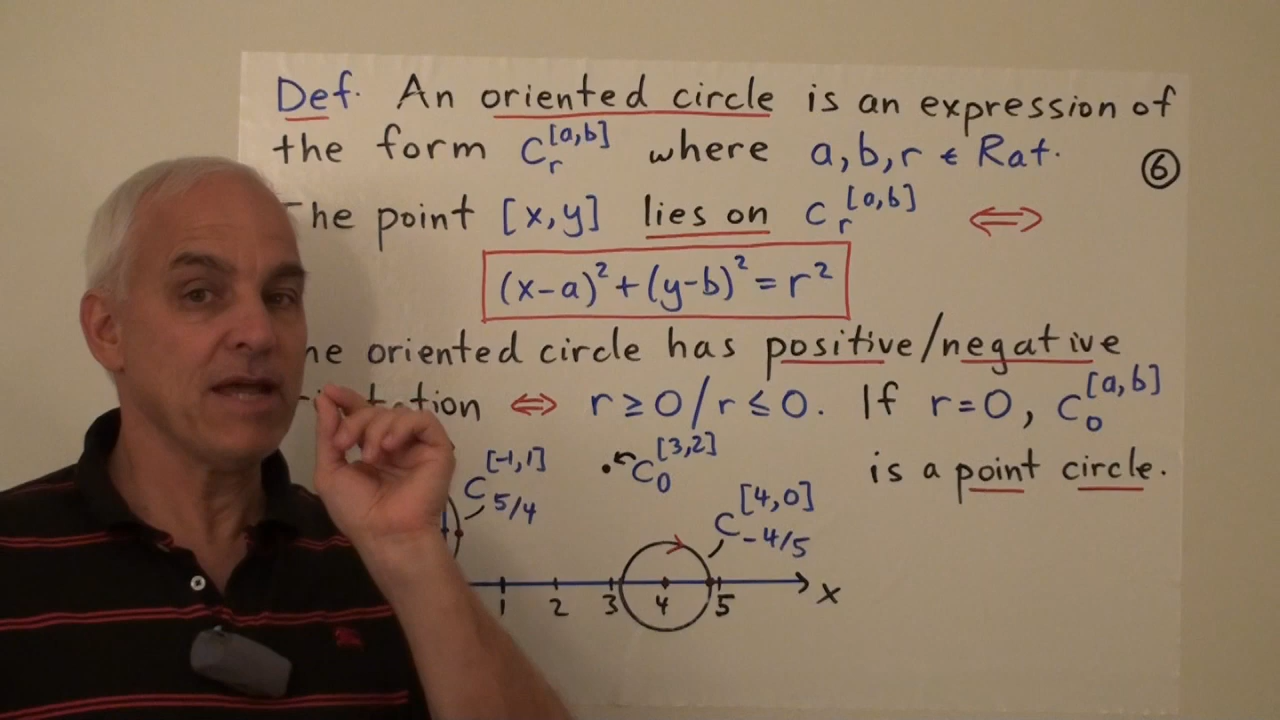 Def. An oriented circle is an expression of
the form C_r^[a,b] where a, b, r ϵ Rat.
6
The point [x, y] lies on C_r^[a,b] ⟺
(x-a)² + (y-b)² = r²
he oriented circle has positive/negative
tation ⟺ r ≥ 0 / r ≤ 0. If r = 0, C_0^[a,b]
is a point circle.
C_5/4^[-1,1]
C_0^[3,2]
C_-4/5^[4,0]
1 2 3 4 5 x